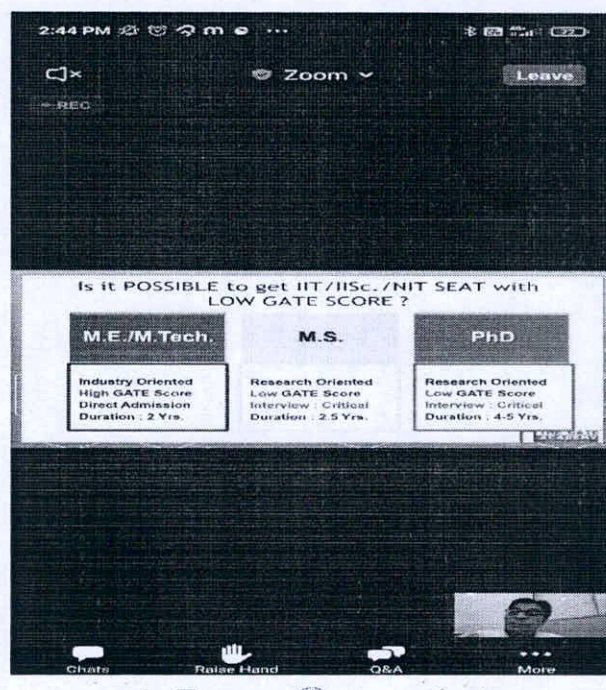 2:44 PM
22
Zoom
Leave
REC
Is it POSSIBLE to get IIT/IISc./NIT SEAT with
LOW GATE SCORE ?
M.E./M.Tech.
M.S.
PhD
Industry Oriented
High GATE Score
Direct Admission
Duration : 2 Yrs.
Research Oriented
Low GATE Score
Interview : Critical
Duration : 2.5 Yrs.
Research Oriented
Low GATE Score
Interview : Critical
Duration : 4-5 Yrs.
Chats
Raise Hand
Q&A
More